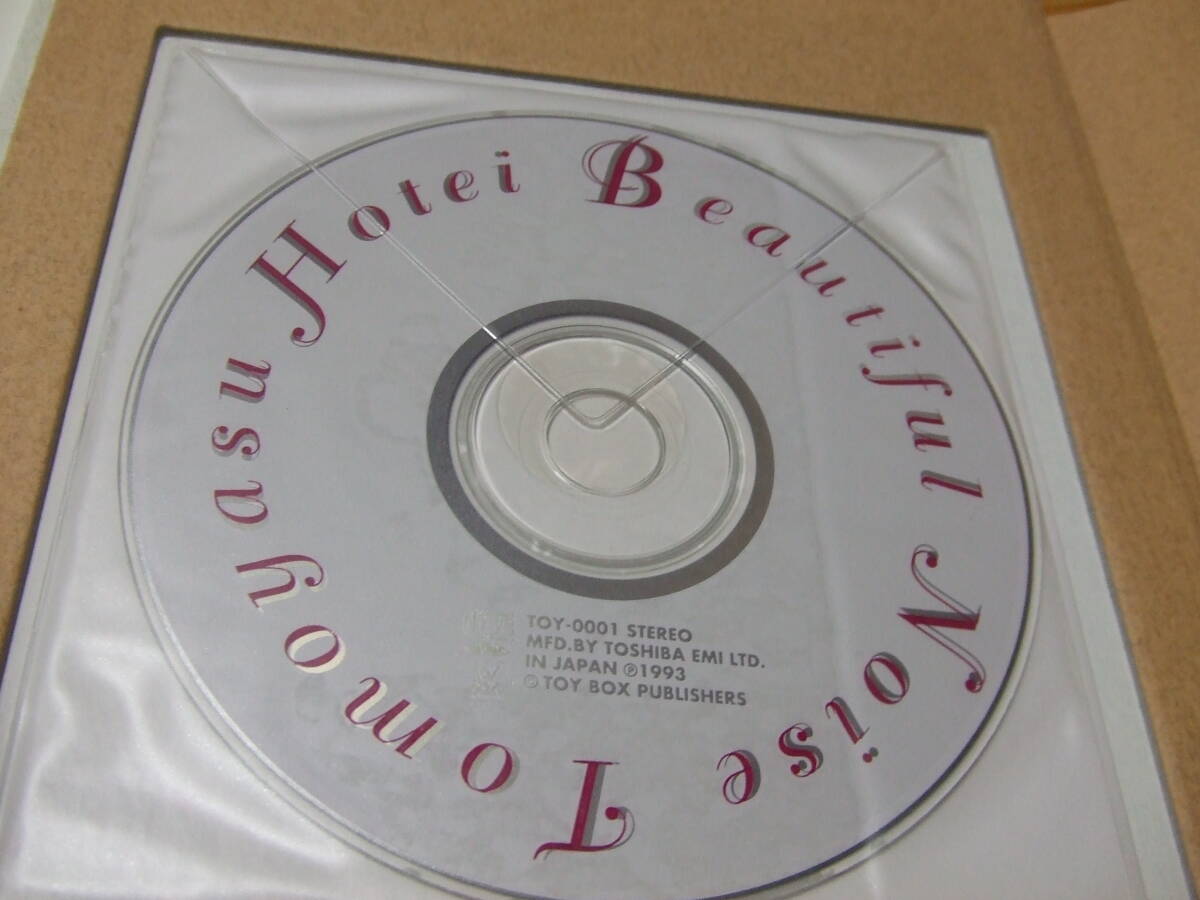 Tomoyasu Hotei Beautiful Noise
TOY-0001 STEREO
MFD.BY TOSHIBA EMI LTD.
IN JAPAN ℗1993
© TOY BOX PUBLISHERS